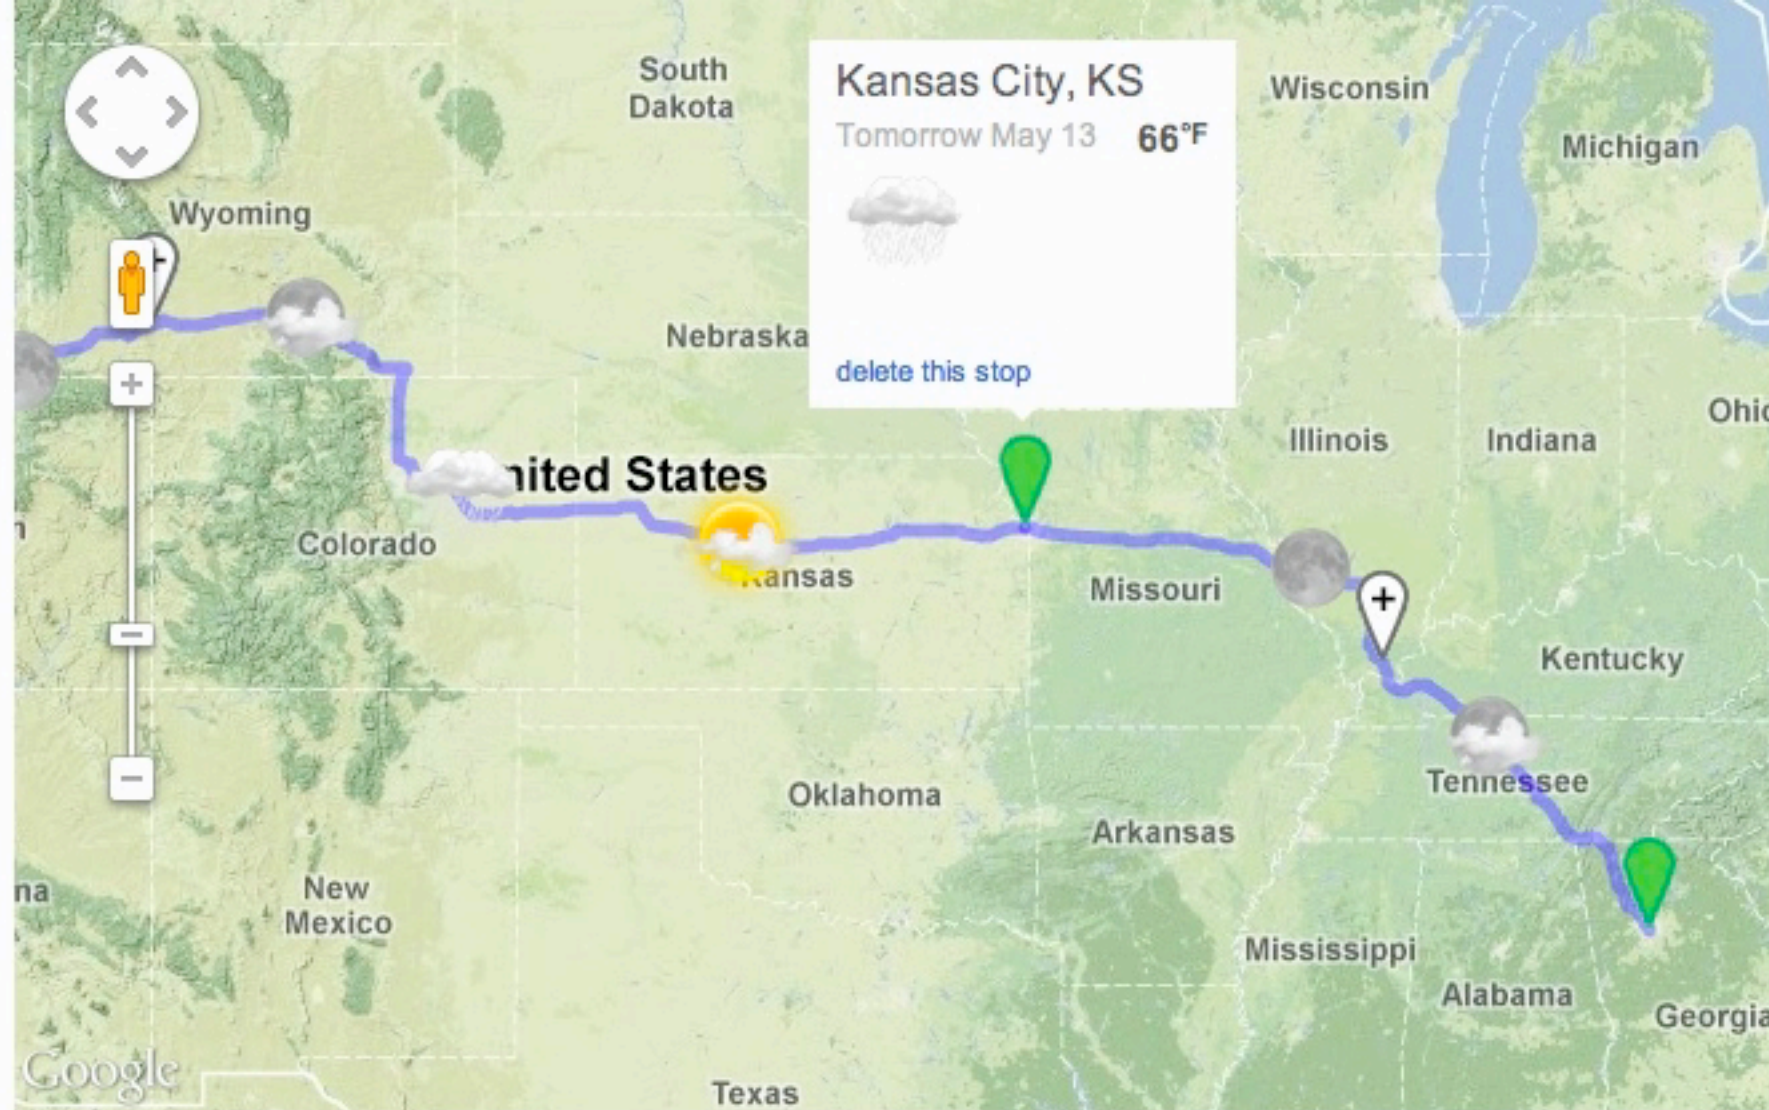 South
Dakota
Kansas City, KS
Tomorrow May 13 66°F
delete this stop
Wisconsin
Michigan
Wyoming
Nebraska
Illinois
Indiana
Ohio
nited States
Colorado
Kansas
Missouri
Kentucky
Tennessee
Oklahoma
Arkansas
New
Mexico
na
Mississippi
Alabama
Georgia
Texas
Google